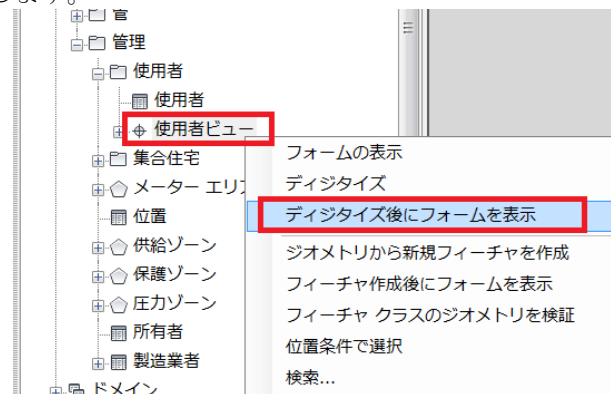 します。
管
管理
使用者
使用者
使用者ビュー
集合住宅
メーター エリア
位置
供給ゾーン
保護ゾーン
圧力ゾーン
所有者
製造業者
ドメイン
フォームの表示
ディジタイズ
ディジタイズ後にフォームを表示
ジオメトリから新規フィーチャを作成
フィーチャ作成後にフォームを表示
フィーチャ クラスのジオメトリを検証
位置条件で選択
検索...